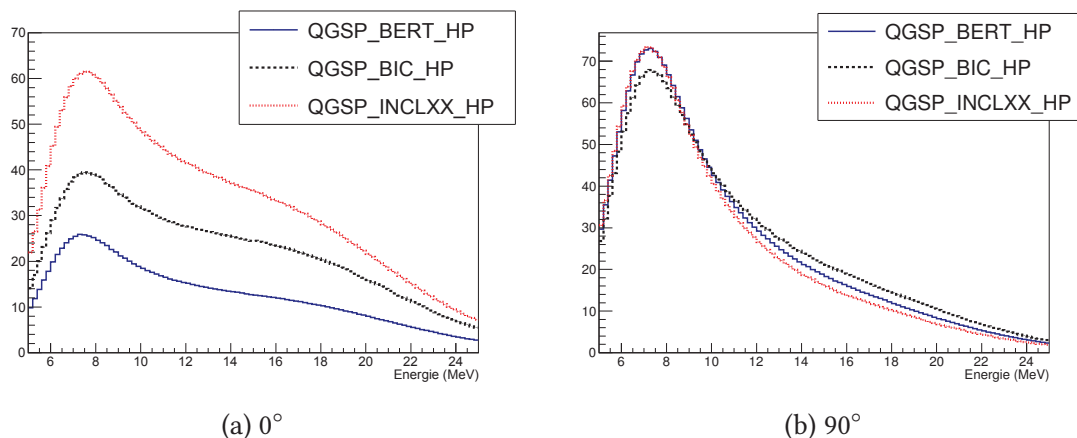 QGSP_BERT_HP
QGSP_BIC_HP
QGSP_INCLXX_HP
70
60
50
40
30
20
10
0
6 8 10 12 14 16 18 20 22 24
Energie (MeV)
(a) 0°
QGSP_BERT_HP
QGSP_BIC_HP
QGSP_INCLXX_HP
70
60
50
40
30
20
10
0
6 8 10 12 14 16 18 20 22 24
Energie (MeV)
(b) 90°